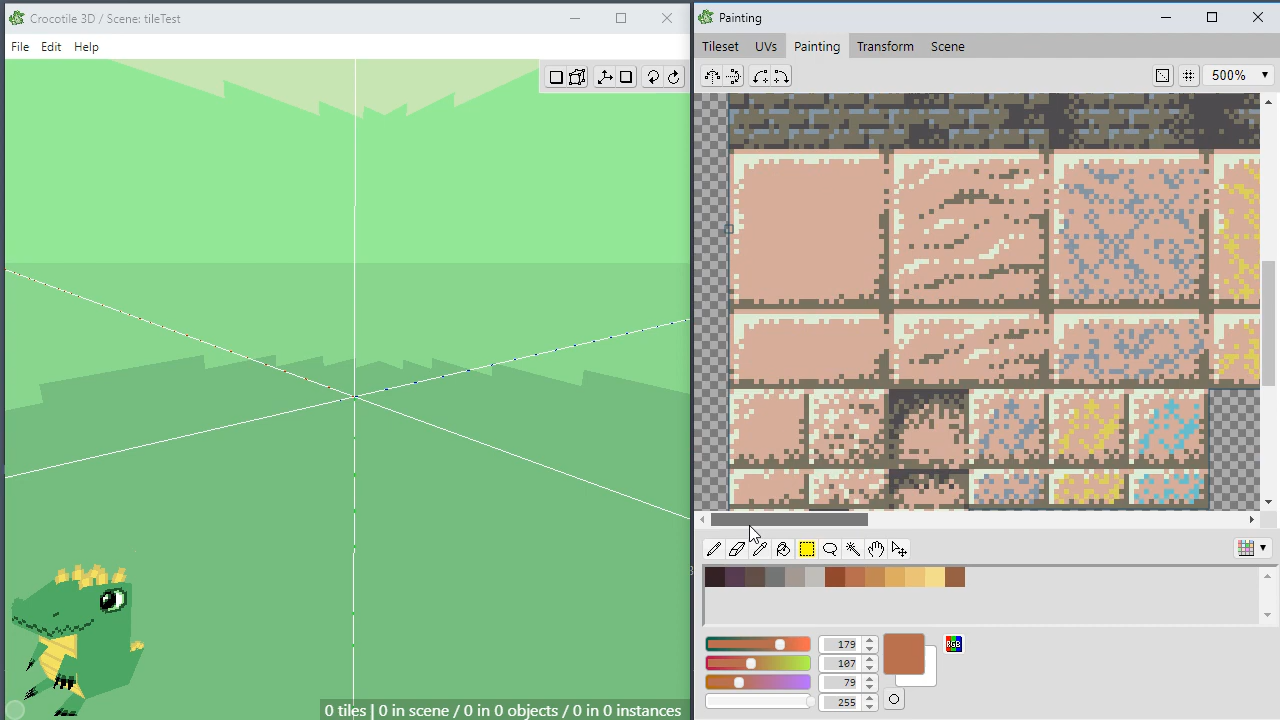 Crocotile 3D / Scene: tileTest
File Edit Help
0 tiles | 0 in scene / 0 in 0 objects / 0 in 0 instances
Painting
Tileset UVs Painting Transform Scene
500%
179
107
79
255
RGB